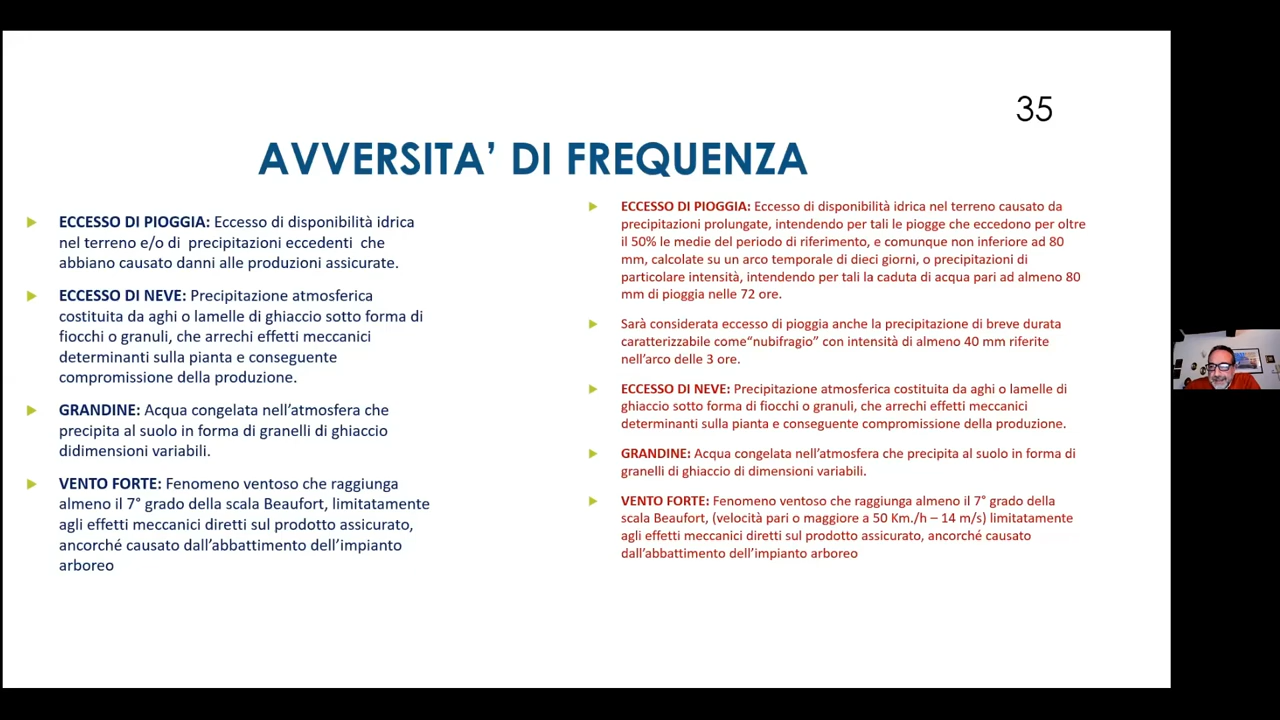 35
AVVERSITA’ DI FREQUENZA
ECCESSO DI PIOGGIA: Eccesso di disponibilità idrica
nel terreno e/o di precipitazioni eccedenti che
abbiano causato danni alle produzioni assicurate.
ECCESSO DI NEVE: Precipitazione atmosferica
costituita da aghi o lamelle di ghiaccio sotto forma di
fiocchi o granuli, che arrechi effetti meccanici
determinanti sulla pianta e conseguente
compromissione della produzione.
GRANDINE: Acqua congelata nell’atmosfera che
precipita al suolo in forma di granelli di ghiaccio
didimensioni variabili.
VENTO FORTE: Fenomeno ventoso che raggiunga
almeno il 7° grado della scala Beaufort, limitatamente
agli effetti meccanici diretti sul prodotto assicurato,
ancorché causato dall’abbattimento dell’impianto
arboreo
ECCESSO DI PIOGGIA: Eccesso di disponibilità idrica nel terreno causato da
precipitazioni prolungate, intendendo per tali le piogge che eccedono per oltre
il 50% le medie del periodo di riferimento, e comunque non inferiore ad 80
mm, calcolate su un arco temporale di dieci giorni, o precipitazioni di
particolare intensità, intendendo per tali la caduta di acqua pari ad almeno 80
mm di pioggia nelle 72 ore.
Sarà considerata eccesso di pioggia anche la precipitazione di breve durata
caratterizzabile come“nubifragio” con intensità di almeno 40 mm riferite
nell’arco delle 3 ore.
ECCESSO DI NEVE: Precipitazione atmosferica costituita da aghi o lamelle di
ghiaccio sotto forma di fiocchi o granuli, che arrechi effetti meccanici
determinanti sulla pianta e conseguente compromissione della produzione.
GRANDINE: Acqua congelata nell’atmosfera che precipita al suolo in forma di
granelli di ghiaccio di dimensioni variabili.
VENTO FORTE: Fenomeno ventoso che raggiunga almeno il 7° grado della
scala Beaufort, (velocità pari o maggiore a 50 Km./h – 14 m/s) limitatamente
agli effetti meccanici diretti sul prodotto assicurato, ancorché causato
dall’abbattimento dell’impianto arboreo